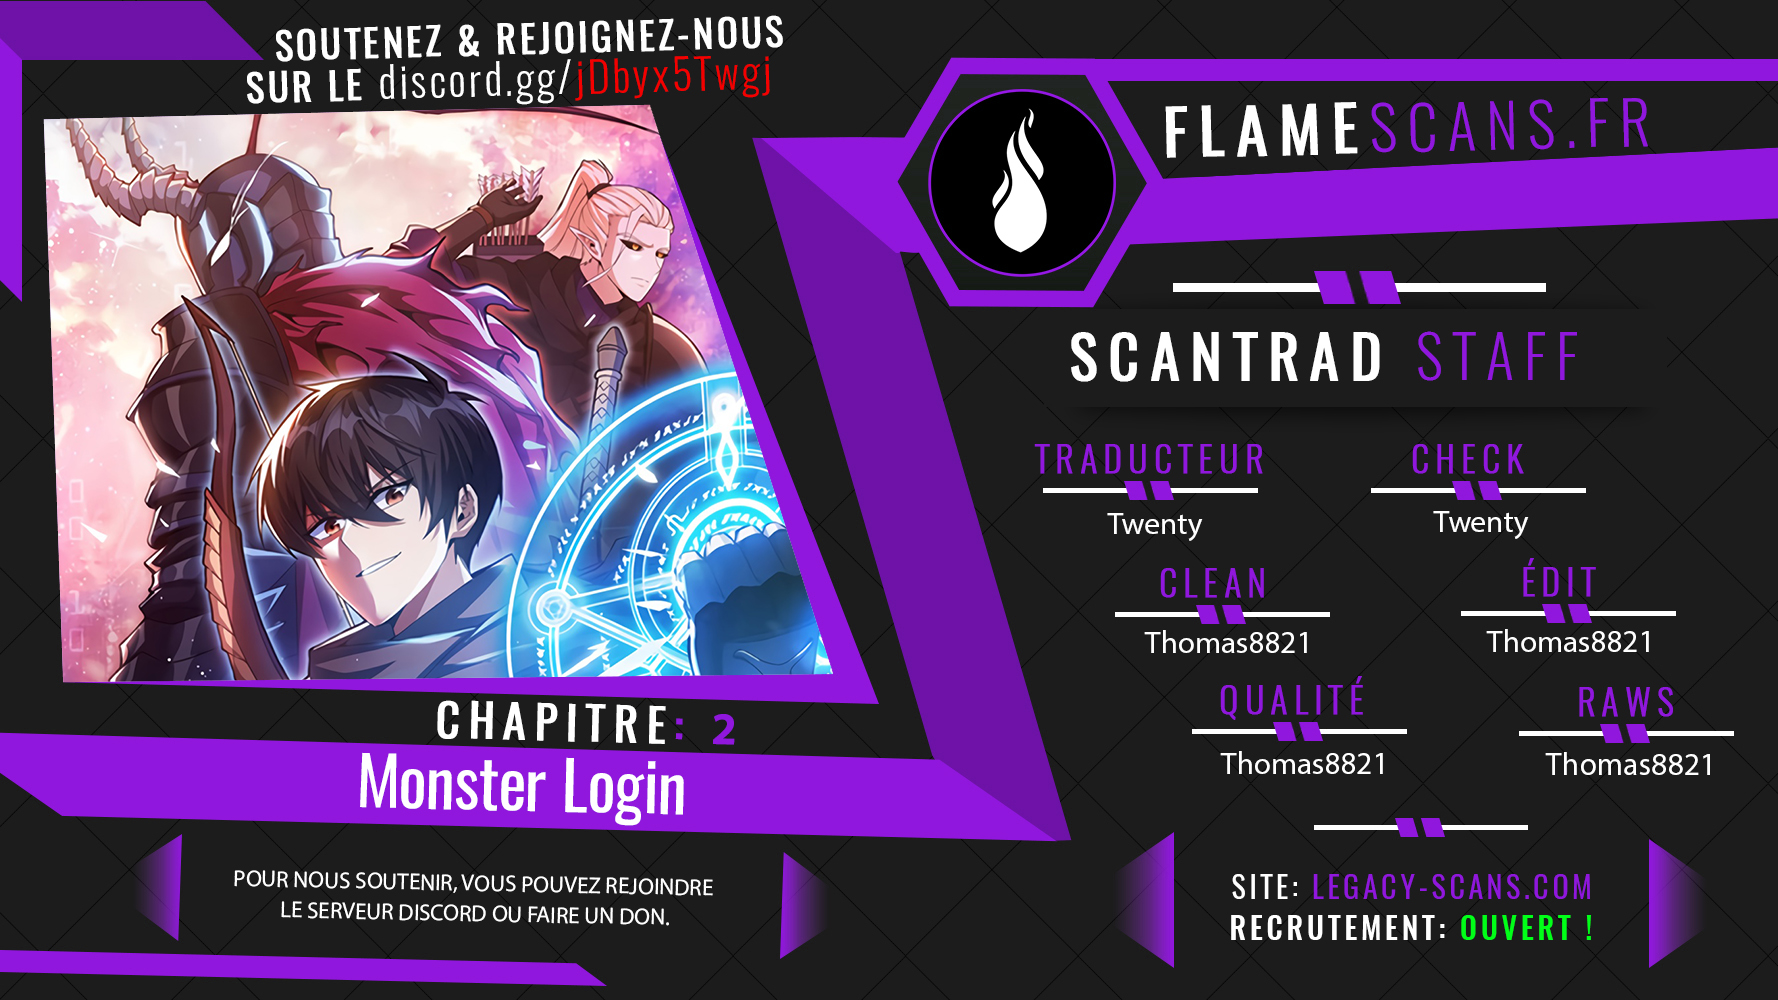 SOUTENEZ & REJOIGNEZ-NOUS
SUR LE discord.gg/jDbyx5Twgj
FLAMESCANS.FR
SCANTRAD STAFF
TRADUCTEUR
Twenty
CHECK
Twenty
CLEAN
Thomas8821
ÉDIT
Thomas8821
QUALITÉ
Thomas8821
RAWS
Thomas8821
CHAPITRE: 2
Monster Login
POUR NOUS SOUTENIR, VOUS POUVEZ REJOINDRE
LE SERVEUR DISCORD OU FAIRE UN DON.
SITE: LEGACY-SCANS.COM
RECRUTEMENT: OUVERT !